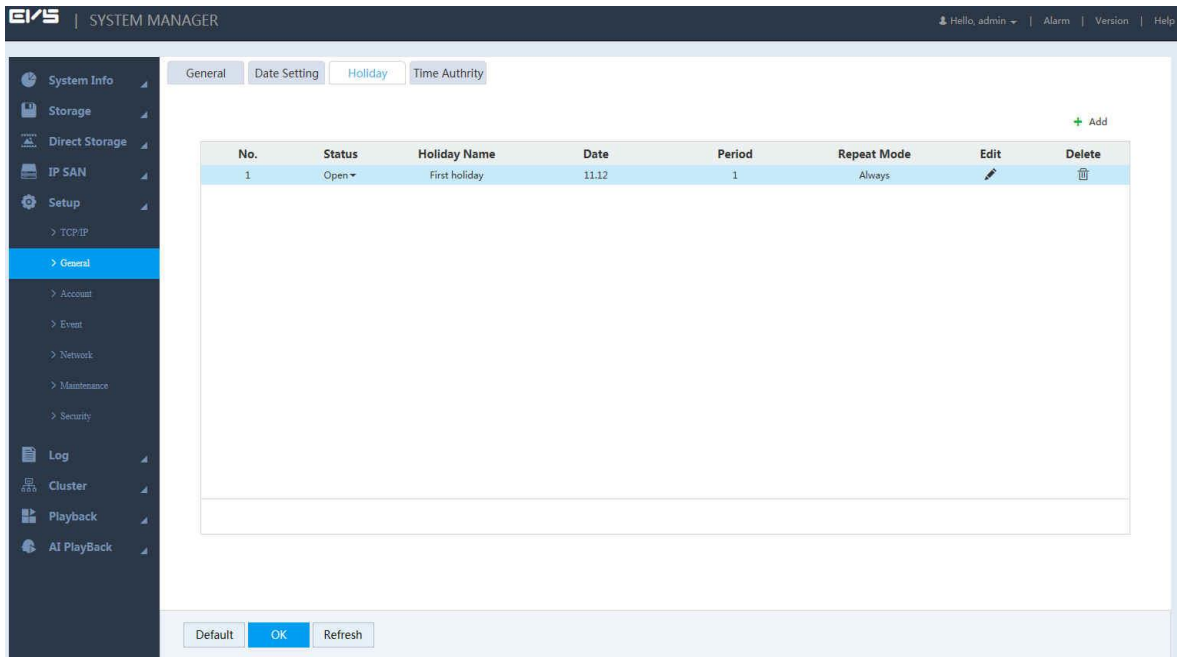 EVS | SYSTEM MANAGER
Hello, admin | Alarm | Version | Help
System Info
Storage
Direct Storage
IP SAN
Setup
> TCP/IP
> General
> Account
> Event
> Network
> Maintenance
> Security
Log
Cluster
Playback
AI PlayBack
General Date Setting Holiday Time Authrity
+ Add
No. Status Holiday Name Date Period Repeat Mode Edit Delete
1 Open First holiday 11.12 1 Always
Default OK Refresh